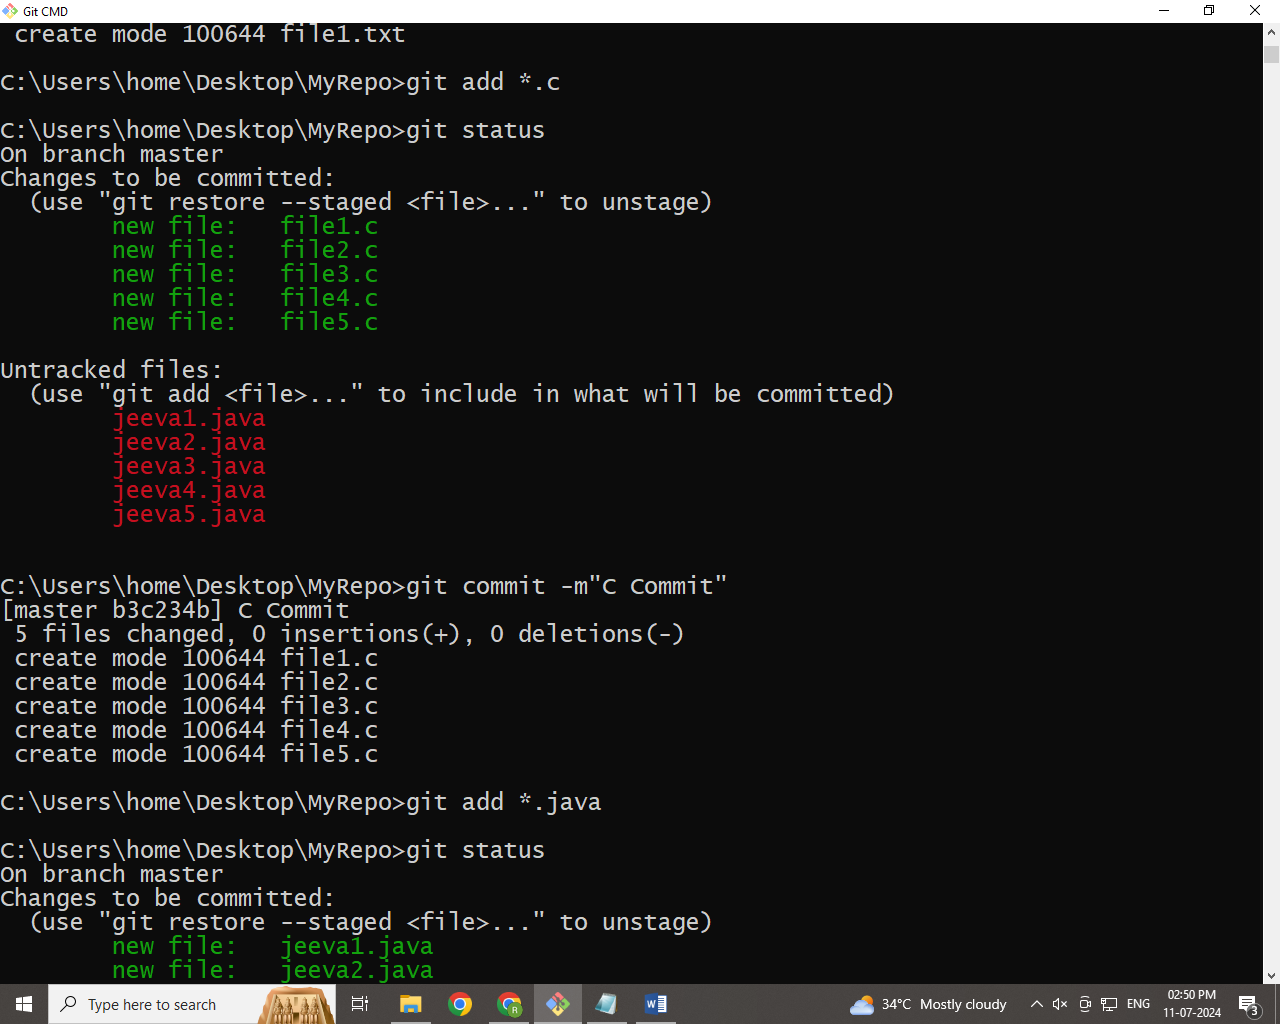 Git CMD
create mode 100644 file1.txt
C:\Users\home\Desktop\MyRepo>git add *.c
C:\Users\home\Desktop\MyRepo>git status
On branch master
Changes to be committed:
  (use "git restore --staged <file>..." to unstage)
        new file:   file1.c
        new file:   file2.c
        new file:   file3.c
        new file:   file4.c
        new file:   file5.c
Untracked files:
  (use "git add <file>..." to include in what will be committed)
        jeeva1.java
        jeeva2.java
        jeeva3.java
        jeeva4.java
        jeeva5.java
C:\Users\home\Desktop\MyRepo>git commit -m"C Commit"
[master b3c234b] C Commit
 5 files changed, 0 insertions(+), 0 deletions(-)
 create mode 100644 file1.c
 create mode 100644 file2.c
 create mode 100644 file3.c
 create mode 100644 file4.c
 create mode 100644 file5.c
C:\Users\home\Desktop\MyRepo>git add *.java
C:\Users\home\Desktop\MyRepo>git status
On branch master
Changes to be committed:
  (use "git restore --staged <file>..." to unstage)
        new file:   jeeva1.java
        new file:   jeeva2.java
Type here to search
R
W
34°C Mostly cloudy
ENG
02:50 PM
11-07-2024
3